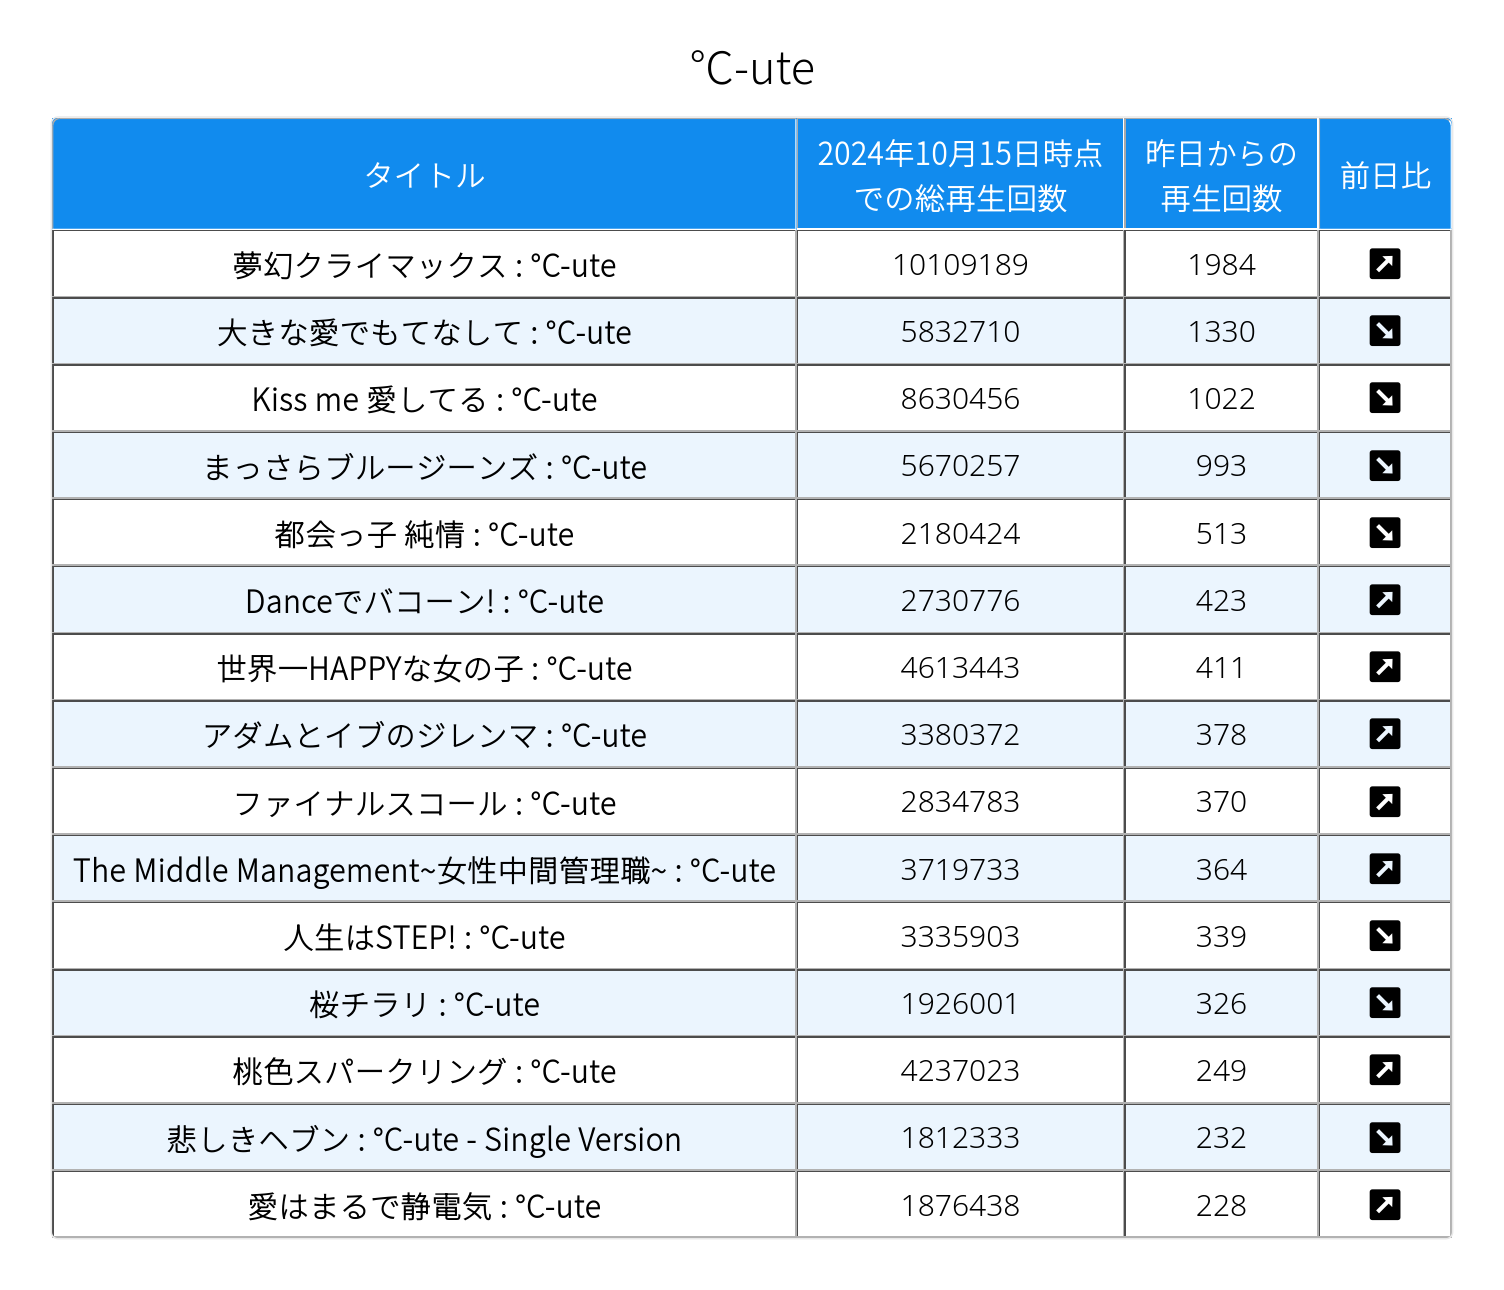 ℃-ute
タイトル
2024年10月15日時点
での総再生回数
昨日からの
再生回数
前日比
夢幻クライマックス : ℃-ute 10109189 1984 ↗
大きな愛でもてなして : ℃-ute 5832710 1330 ↘
Kiss me 愛してる : ℃-ute 8630456 1022 ↘
まっさらブルージーンズ : ℃-ute 5670257 993 ↘
都会っ子 純情 : ℃-ute 2180424 513 ↘
Danceでバコーン! : ℃-ute 2730776 423 ↗
世界一HAPPYな女の子 : ℃-ute 4613443 411 ↗
アダムとイブのジレンマ : ℃-ute 3380372 378 ↗
ファイナルスコール : ℃-ute 2834783 370 ↗
The Middle Management~女性中間管理職~ : ℃-ute 3719733 364 ↗
人生はSTEP! : ℃-ute 3335903 339 ↘
桜チラリ : ℃-ute 1926001 326 ↘
桃色スパークリング : ℃-ute 4237023 249 ↗
悲しきヘブン : ℃-ute - Single Version 1812333 232 ↘
愛はまるで静電気 : ℃-ute 1876438 228 ↗